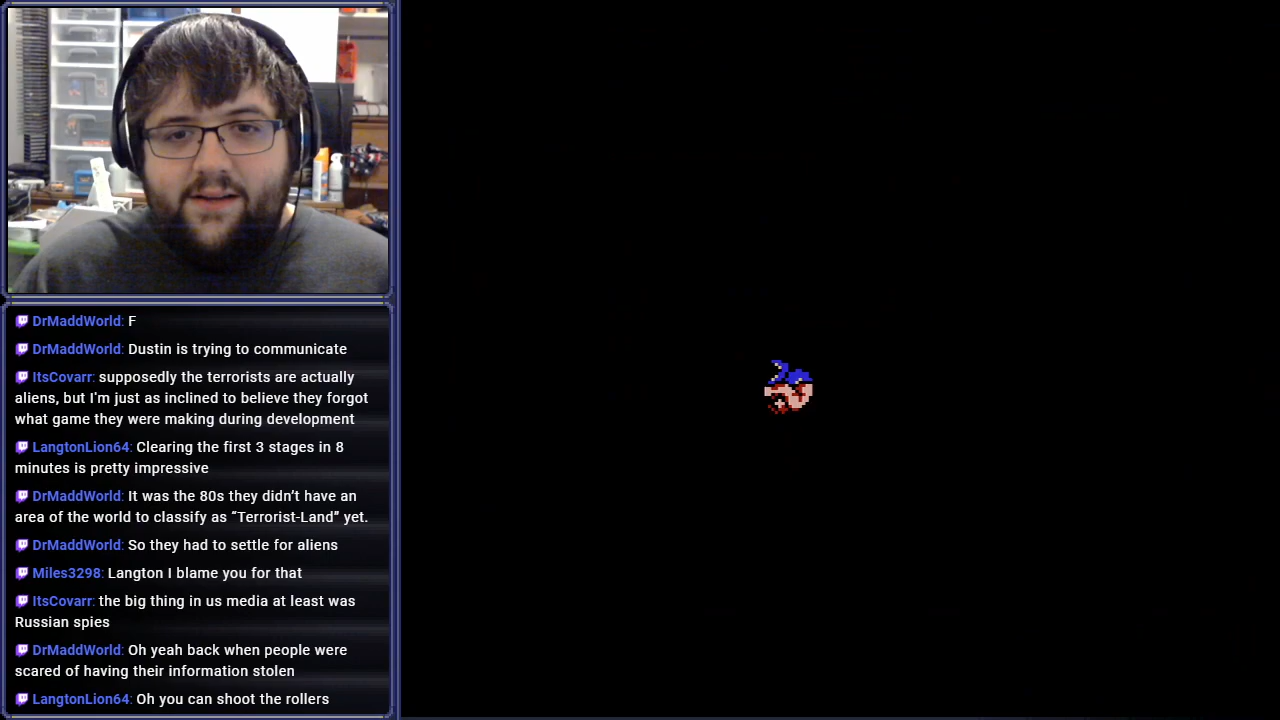 DrMaddWorld: F
DrMaddWorld: Dustin is trying to communicate
ItsCovarr: supposedly the terrorists are actually
aliens, but I'm just as inclined to believe they forgot
what game they were making during development
LangtonLion64: Clearing the first 3 stages in 8
minutes is pretty impressive
DrMaddWorld: It was the 80s they didn’t have an
area of the world to classify as “Terrorist-Land” yet.
DrMaddWorld: So they had to settle for aliens
Miles3298: Langton I blame you for that
ItsCovarr: the big thing in us media at least was
Russian spies
DrMaddWorld: Oh yeah back when people were
scared of having their information stolen
LangtonLion64: Oh you can shoot the rollers